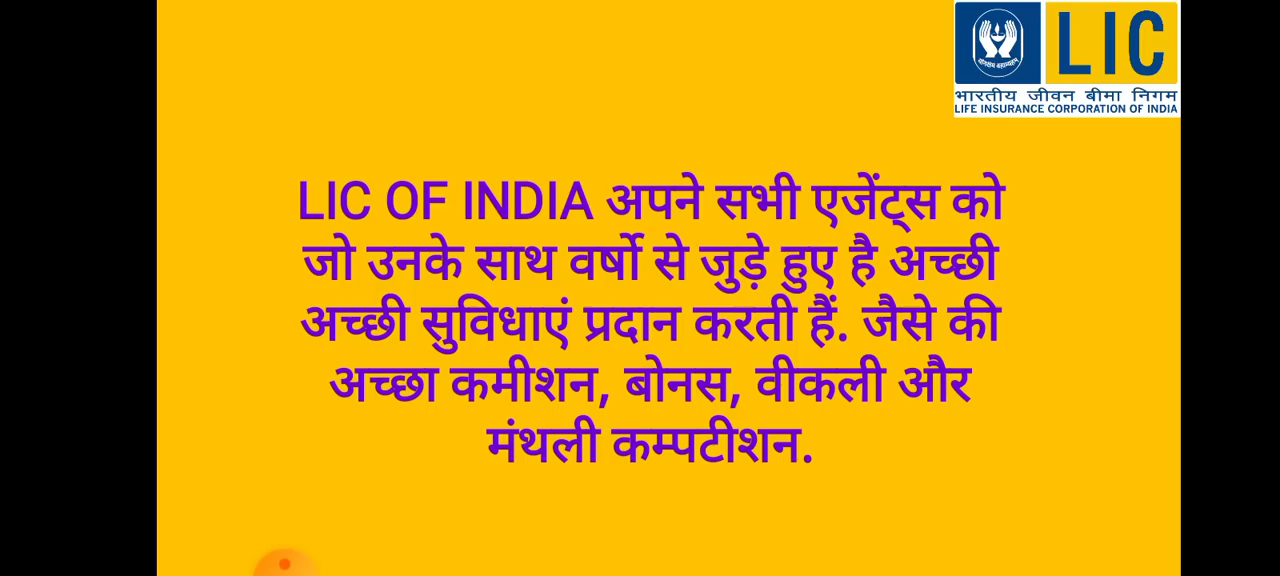 LIC
भारतीय जीवन बीमा निगम
LIFE INSURANCE CORPORATION OF INDIA
LIC OF INDIA अपने सभी एजेंट्स को
जो उनके साथ वर्षो से जुड़े हुए है अच्छी
अच्छी सुविधाएं प्रदान करती हैं. जैसे की
अच्छा कमीशन, बोनस, वीकली और
मंथली कम्पटीशन.